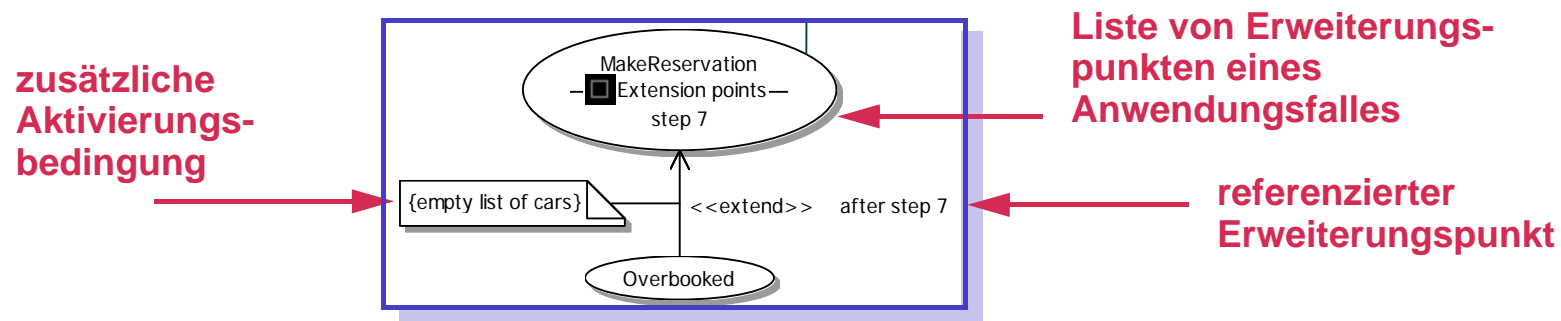 zusätzliche
Aktivierungs-
bedingung
MakeReservation
Extension points
step 7
{empty list of cars}
<<extend>> after step 7
Overbooked
Liste von Erweiterungs-
punkten eines
Anwendungsfalles
referenzierter
Erweiterungspunkt